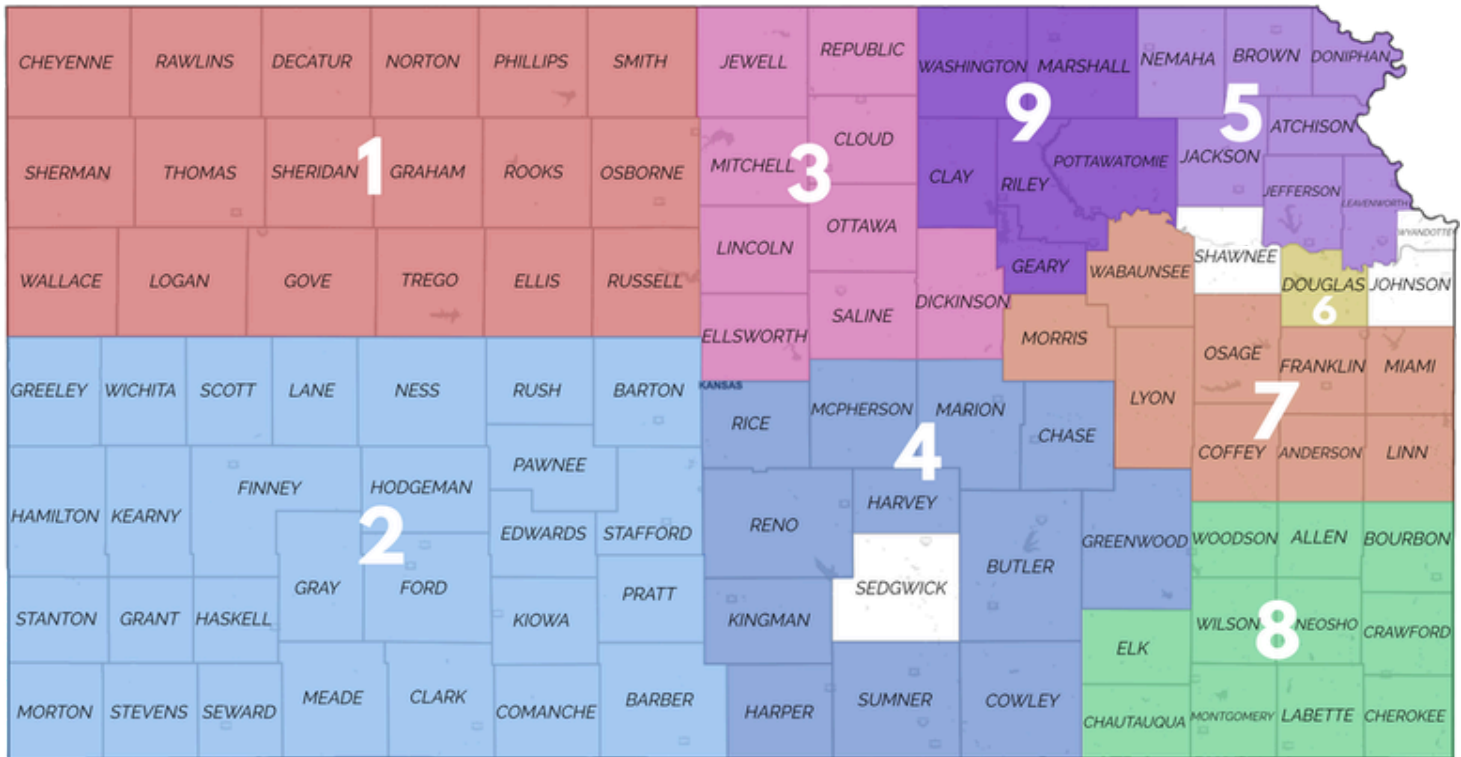 CHEYENNE RAWLINS DECATUR NORTON PHILLIPS SMITH JEWELL REPUBLIC WASHINGTON MARSHALL NEMAHA BROWN DONIPHAN
9 5
ATCHISON
SHERMAN THOMAS SHERIDAN 1 GRAHAM ROOKS OSBORNE MITCHELL 3 CLOUD CLAY RILEY POTTAWATOMIE JACKSON
JEFFERSON LEAVENWORTH
LINCOLN OTTAWA WYANDOTTE
WALLACE LOGAN GOVE TREGO ELLIS RUSSELL GEARY WABAUNSEE SHAWNEE DOUGLAS JOHNSON
ELLSWORTH SALINE DICKINSON MORRIS 6
GREELEY WICHITA SCOTT LANE NESS RUSH BARTON KANSAS OSAGE FRANKLIN MIAMI
RICE MCPHERSON MARION CHASE LYON 7
4 COFFEY ANDERSON LINN
PAWNEE
FINNEY HODGEMAN
HAMILTON KEARNY 2 EDWARDS STAFFORD RENO HARVEY GREENWOOD WOODSON ALLEN BOURBON
BUTLER
STANTON GRANT HASKELL GRAY FORD KIOWA PRATT KINGMAN SEDGWICK ELK WILSON 8 NEOSHO CRAWFORD
MORTON STEVENS SEWARD MEADE CLARK COMANCHE BARBER HARPER SUMNER COWLEY CHAUTAUQUA MONTGOMERY LABETTE CHEROKEE